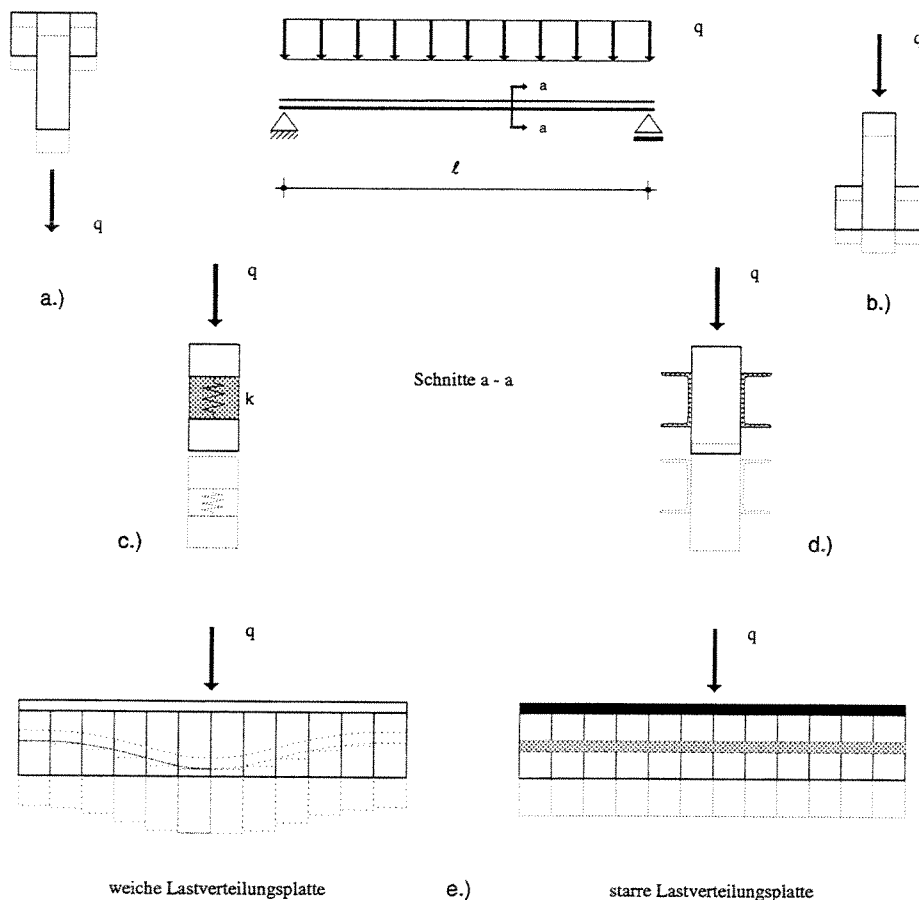 q
a
a
ℓ
q
q
a.)
b.)
q
q
k
Schnitte a - a
c.)
d.)
q
q
weiche Lastverteilungsplatte
e.)
starre Lastverteilungsplatte